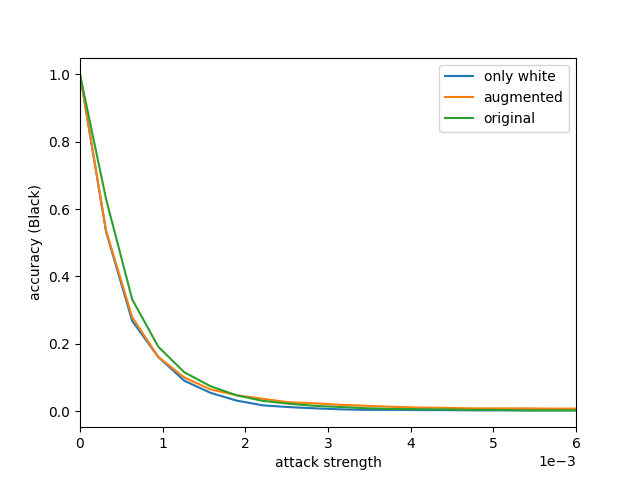 only white
augmented
original
1.0
0.8
0.6
0.4
0.2
0.0
accuracy (Black)
0 1 2 3 4 5 6
1e−3
attack strength